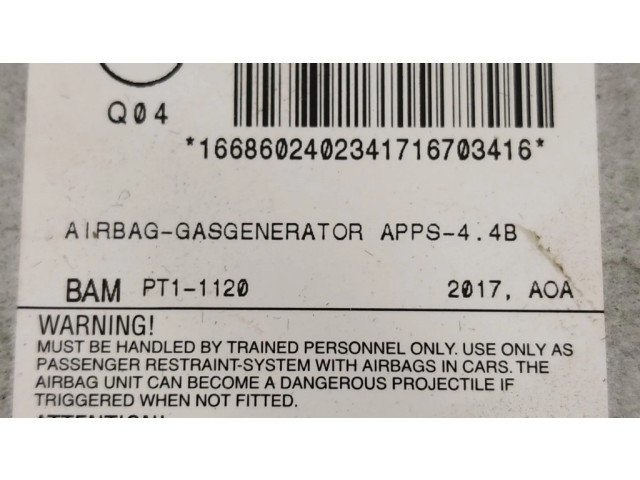 Q04
*1668602402341716703416*
AIRBAG-GASGENERATOR APPS-4.4B
BAM PT1-1120 2017, AOA
WARNING!
MUST BE HANDLED BY TRAINED PERSONNEL ONLY. USE ONLY AS
PASSENGER RESTRAINT-SYSTEM WITH AIRBAGS IN CARS. THE
AIRBAG UNIT CAN BECOME A DANGEROUS PROJECTILE IF
TRIGGERED WHEN NOT FITTED.
ATTENTION!